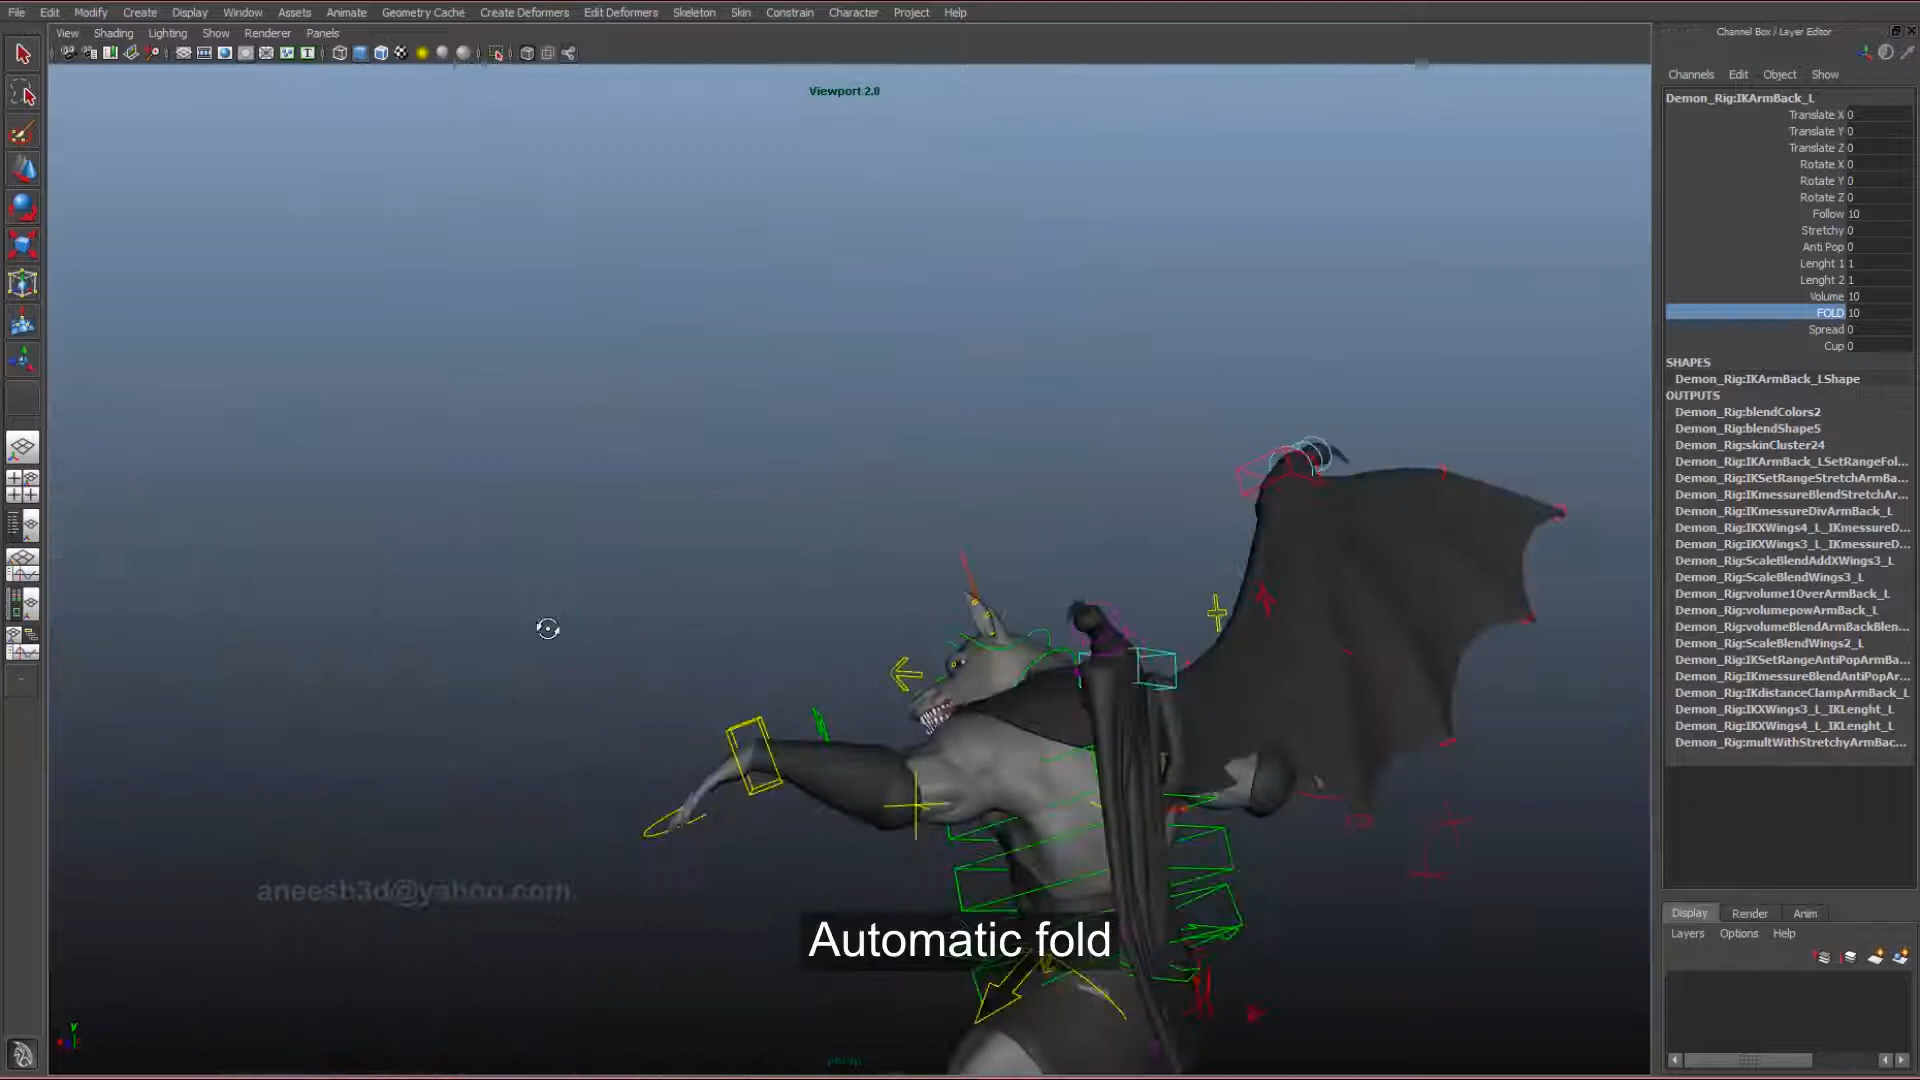 File Edit Modify Create Display Window Assets Animate Geometry Cache Create Deformers Edit Deformers Skeleton Skin Constrain Character Project Help
View Shading Lighting Show Renderer Panels
Viewport 2.0
Channel Box / Layer Editor
Channels Edit Object Show
Demon_Rig:IKArmBack_L
Translate X 0
Translate Y 0
Translate Z 0
Rotate X 0
Rotate Y 0
Rotate Z 0
Follow 10
Stretchy 0
Anti Pop 0
Lenght 1 1
Lenght 2 1
Volume 10
FOLD 10
Spread 0
Cup 0
SHAPES
Demon_Rig:IKArmBack_LShape
OUTPUTS
Demon_Rig:blendColors2
Demon_Rig:blendShape5
Demon_Rig:skinCluster24
Demon_Rig:IKArmBack_LSetRangeFol...
Demon_Rig:IKSetRangeStretchArmBa...
Demon_Rig:IKmessureBlendStretchAr...
Demon_Rig:IKmessureDivArmBack_L
Demon_Rig:IKXWings4_L_IKmessureD...
Demon_Rig:IKXWings3_L_IKmessureD...
Demon_Rig:ScaleBlendAddXWings3_L
Demon_Rig:ScaleBlendWings3_L
Demon_Rig:volume1OverArmBack_L
Demon_Rig:volumepowArmBack_L
Demon_Rig:volumeBlendArmBackBlen...
Demon_Rig:ScaleBlendWings2_L
Demon_Rig:IKSetRangeAntiPopArmBa...
Demon_Rig:IKmessureBlendAntiPopAr...
Demon_Rig:IKdistanceClampArmBack_L
Demon_Rig:IKXWings3_L_IKLenght_L
Demon_Rig:IKXWings4_L_IKLenght_L
Demon_Rig:multWithStretchyArmBac...
aneesb3d@yahoo.com
Automatic fold
persp
y
Display Render Anim
Layers Options Help